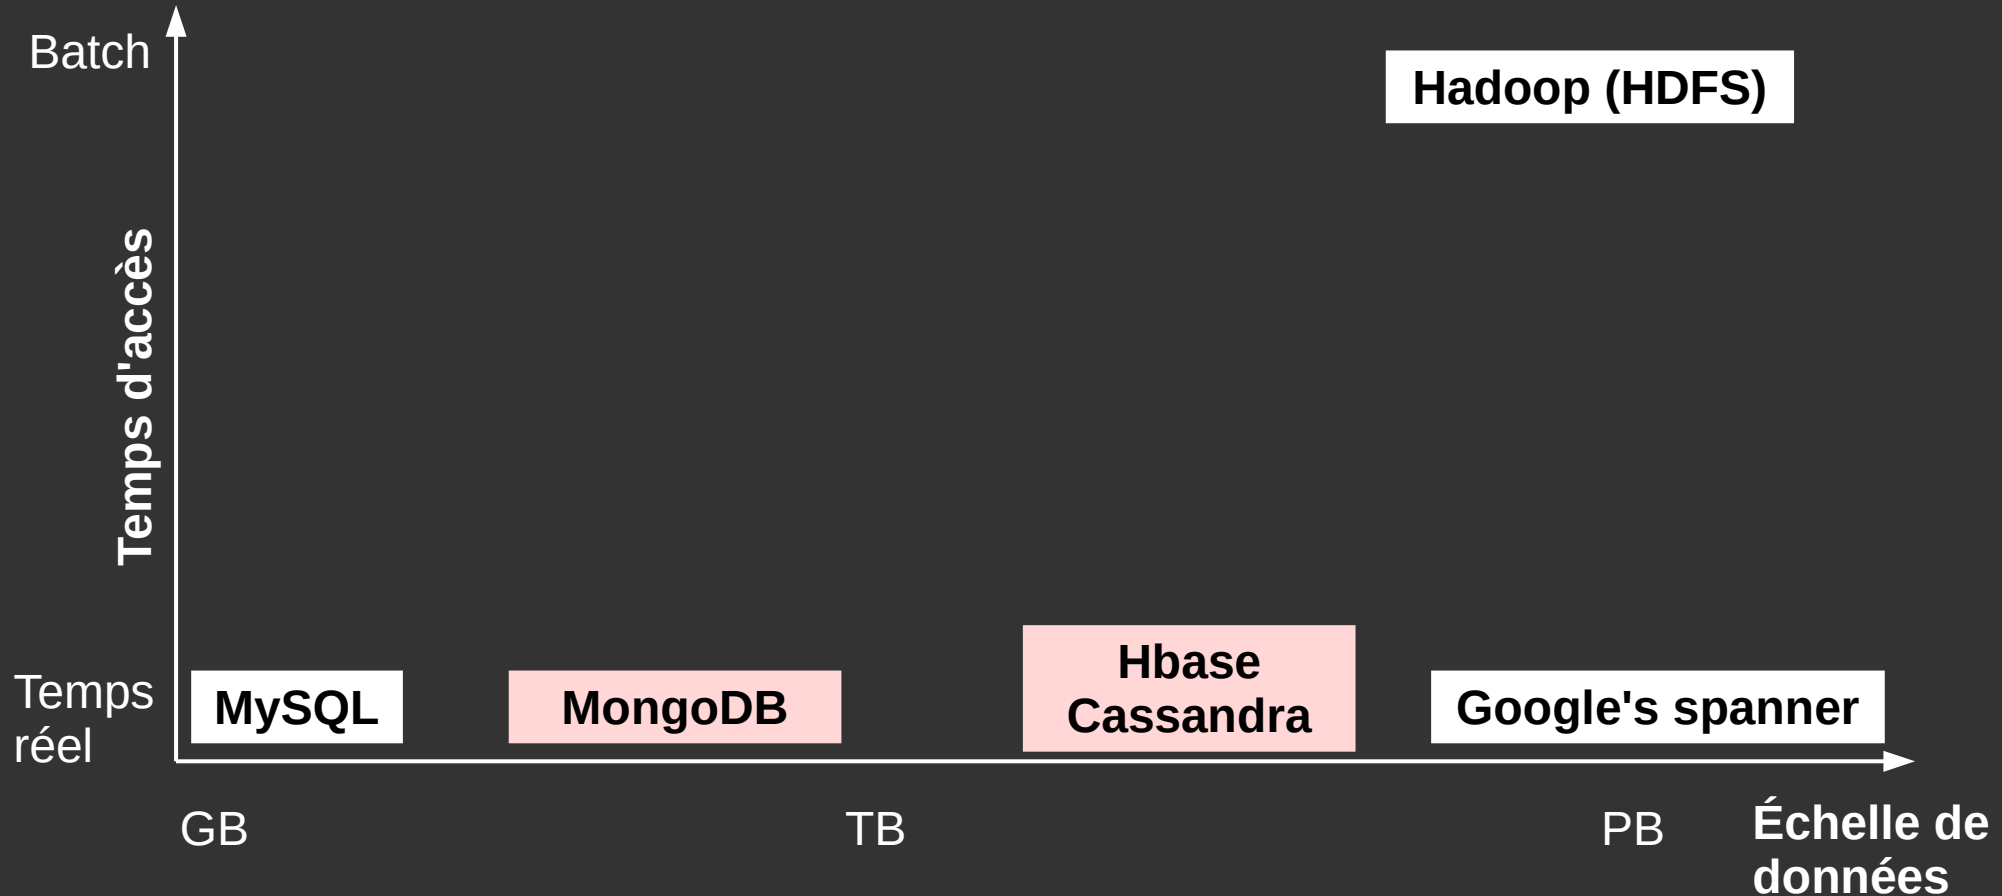 Batch
Hadoop (HDFS)
Temps d'accès
Temps
réel
MySQL
MongoDB
Hbase
Cassandra
Google's spanner
GB
TB
PB
Échelle de
données